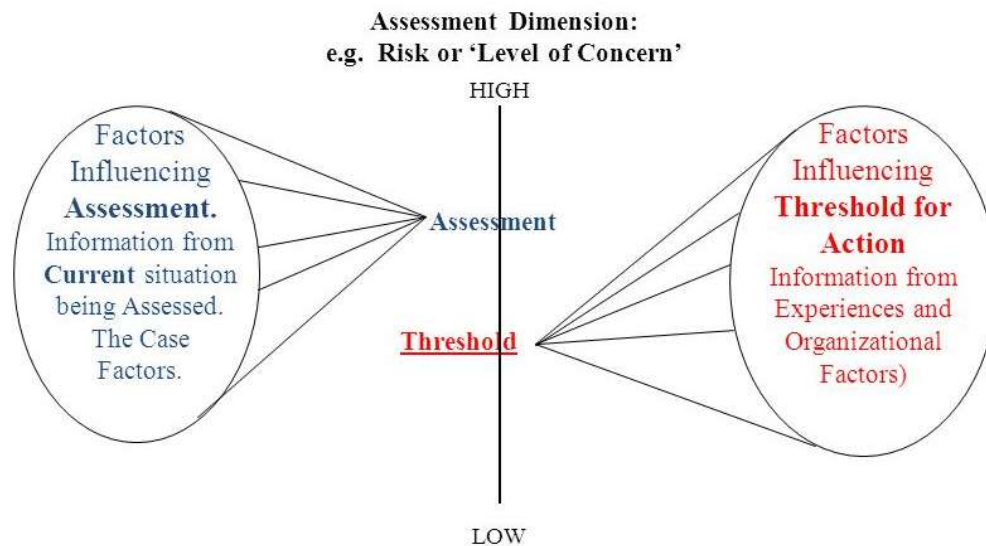 Assessment Dimension:
e.g. Risk or ‘Level of Concern’
HIGH
Factors
Influencing
Assessment.
Information from
Current situation
being Assessed.
The Case
Factors.
Assessment
Threshold
Factors
Influencing
Threshold for
Action
Information from
Experiences and
Organizational
Factors)
LOW